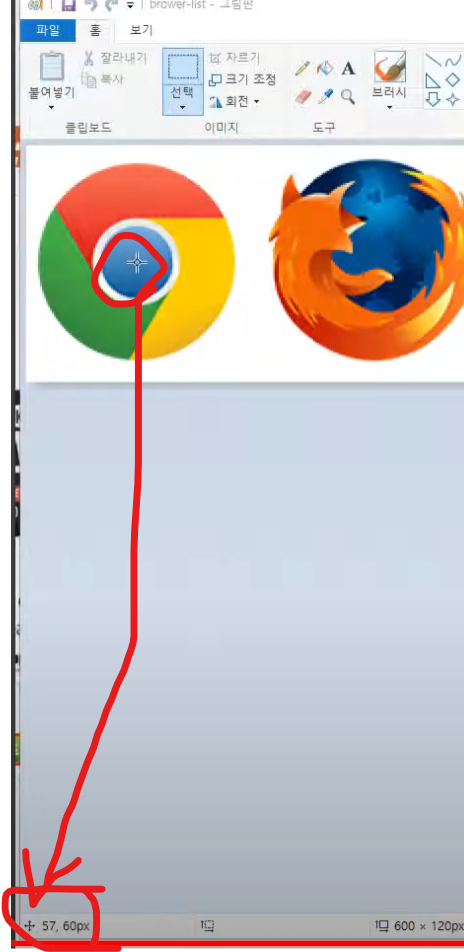 brower-list - 그림판
파일 홈 보기
붙여넣기
잘라내기
복사
선택
자르기
크기 조정
회전
A
브러시
클립보드 이미지 도구
57, 60px
600 × 120px